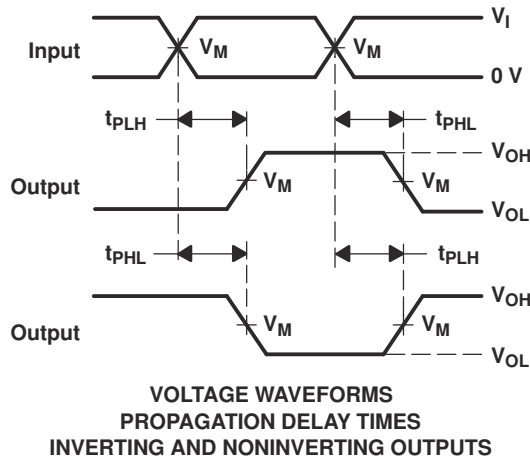 V_I
Input
V_M
V_M
0 V
t_PLH
t_PHL
V_OH
Output
V_M
V_M
V_OL
t_PHL
t_PLH
V_OH
Output
V_M
V_M
V_OL
VOLTAGE WAVEFORMS
PROPAGATION DELAY TIMES
INVERTING AND NONINVERTING OUTPUTS